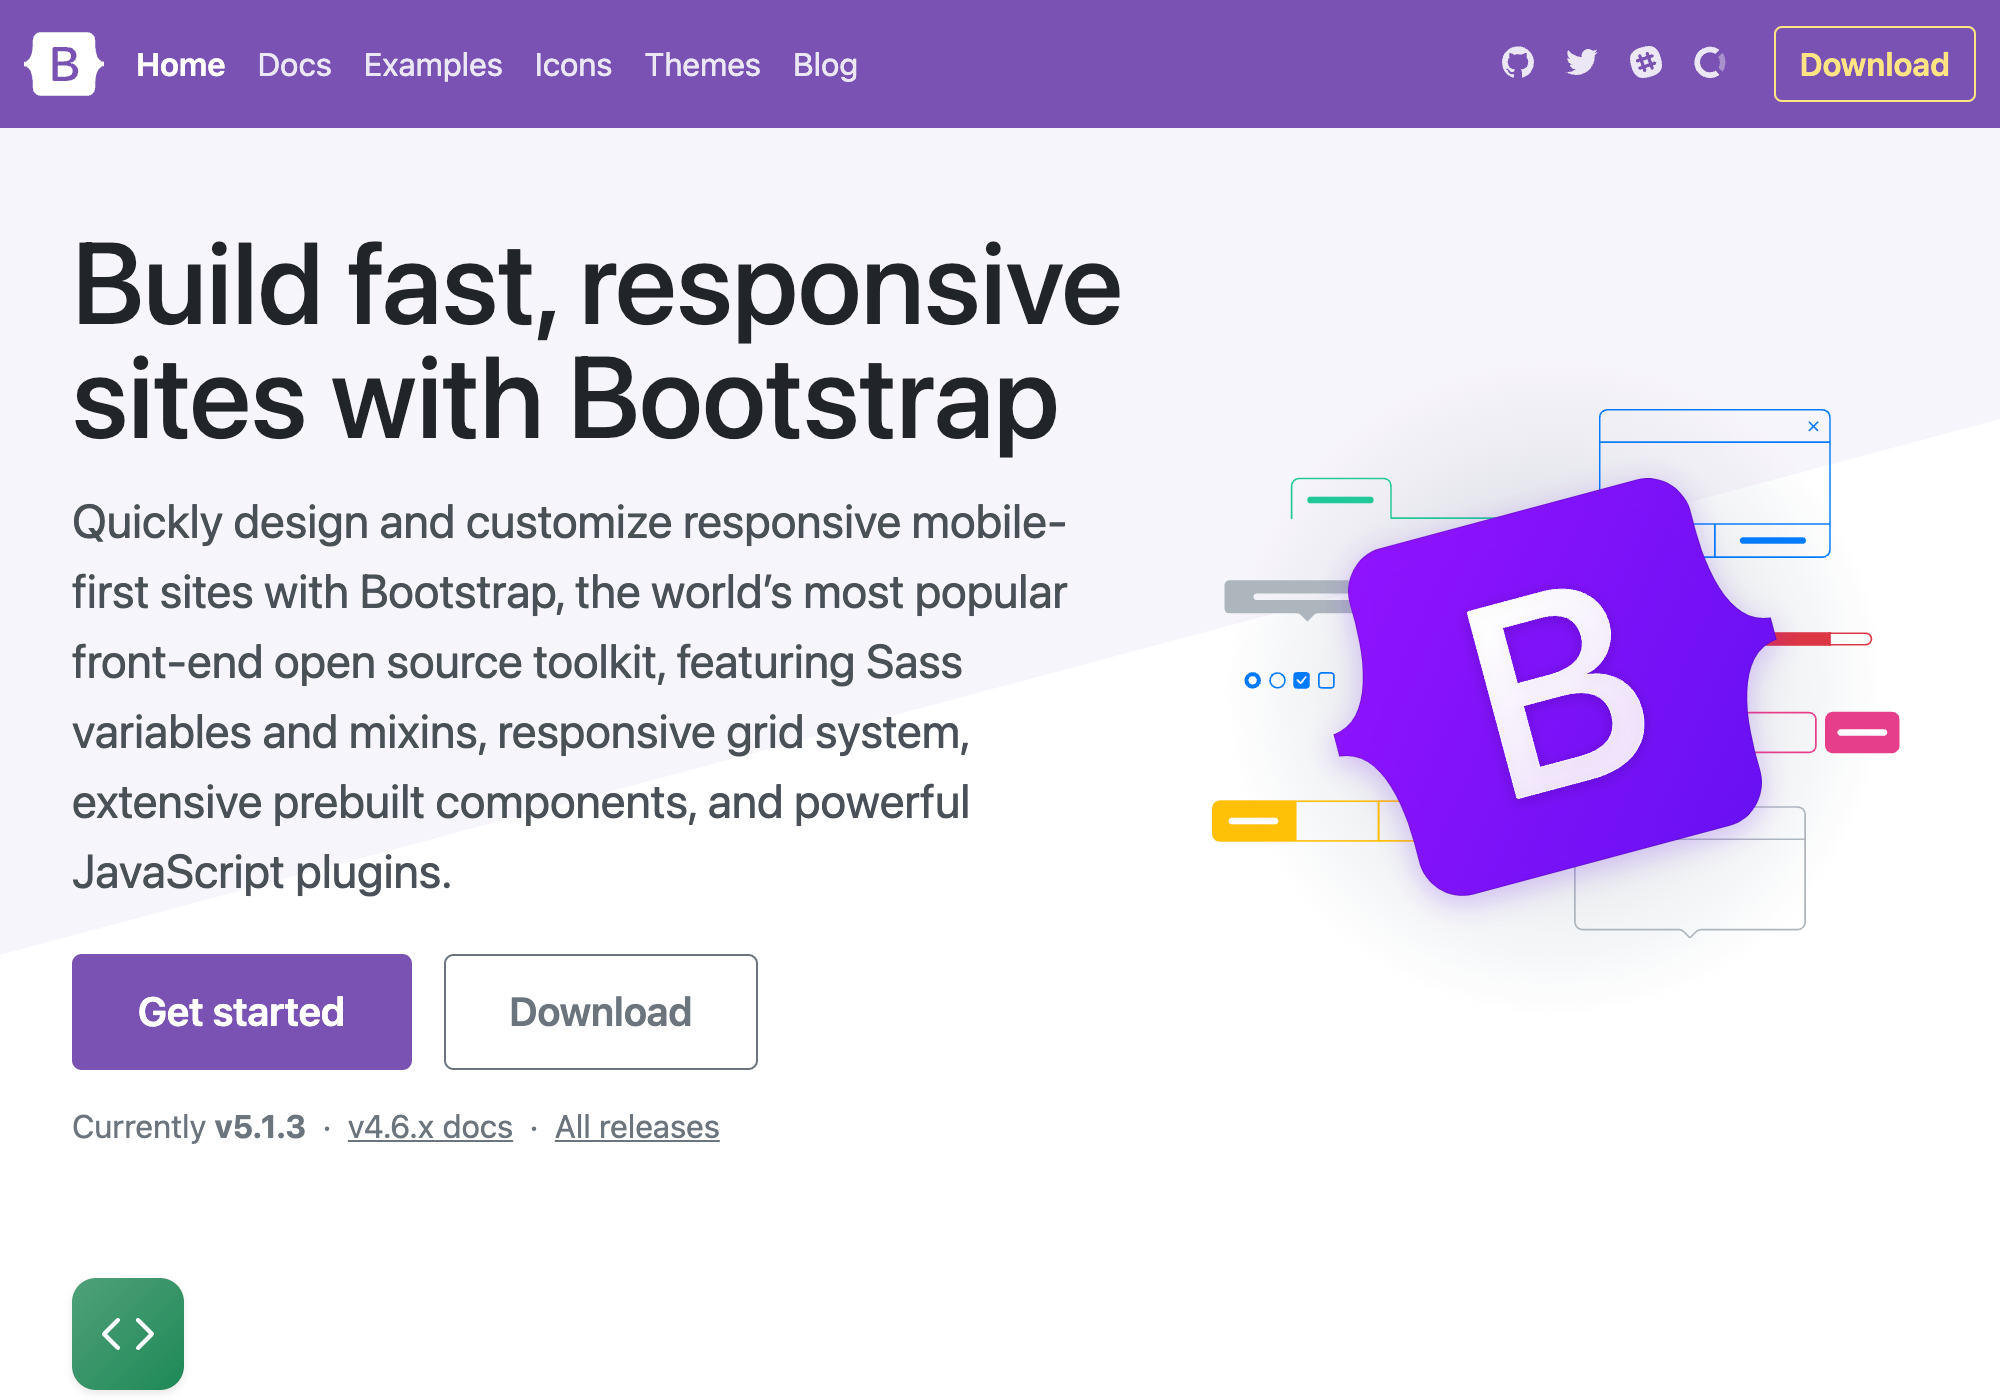 B Home Docs Examples Icons Themes Blog Download
Build fast, responsive
sites with Bootstrap
Quickly design and customize responsive mobile-
first sites with Bootstrap, the world’s most popular
front-end open source toolkit, featuring Sass
variables and mixins, responsive grid system,
extensive prebuilt components, and powerful
JavaScript plugins.
B
Get started Download
Currently v5.1.3 · v4.6.x docs · All releases